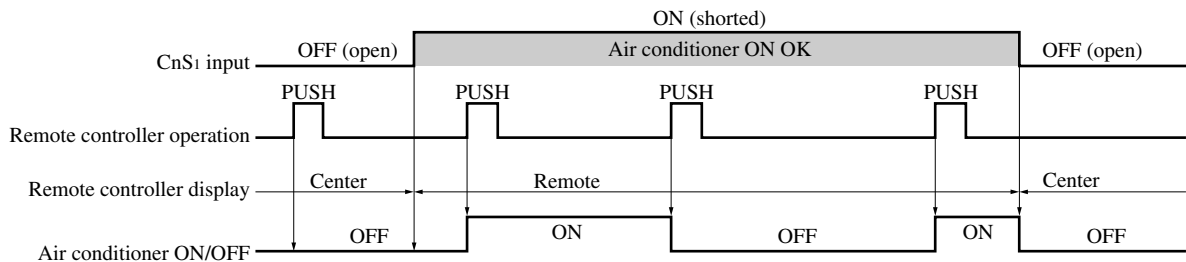 ON (shorted)
CnS1 input OFF (open) Air conditioner ON OK OFF (open)
PUSH PUSH PUSH PUSH
Remote controller operation
Remote controller display Center Remote Center
Air conditioner ON/OFF OFF ON OFF ON OFF